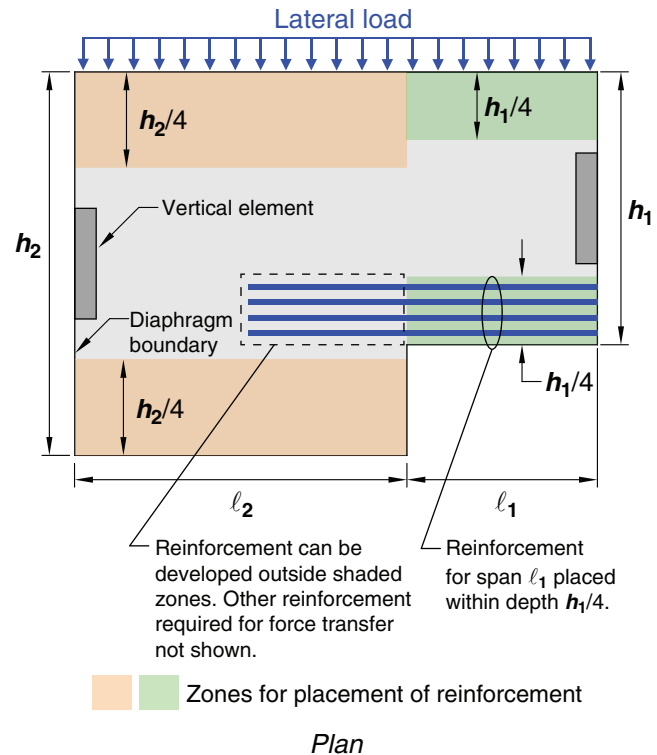 Lateral load
h2/4
h1/4
Vertical element
h2
h1
Diaphragm
boundary
h2/4
h1/4
ℓ2
ℓ1
Reinforcement can be
developed outside shaded
zones. Other reinforcement
required for force transfer
not shown.
Reinforcement
for span ℓ1 placed
within depth h1/4.
Zones for placement of reinforcement
Plan